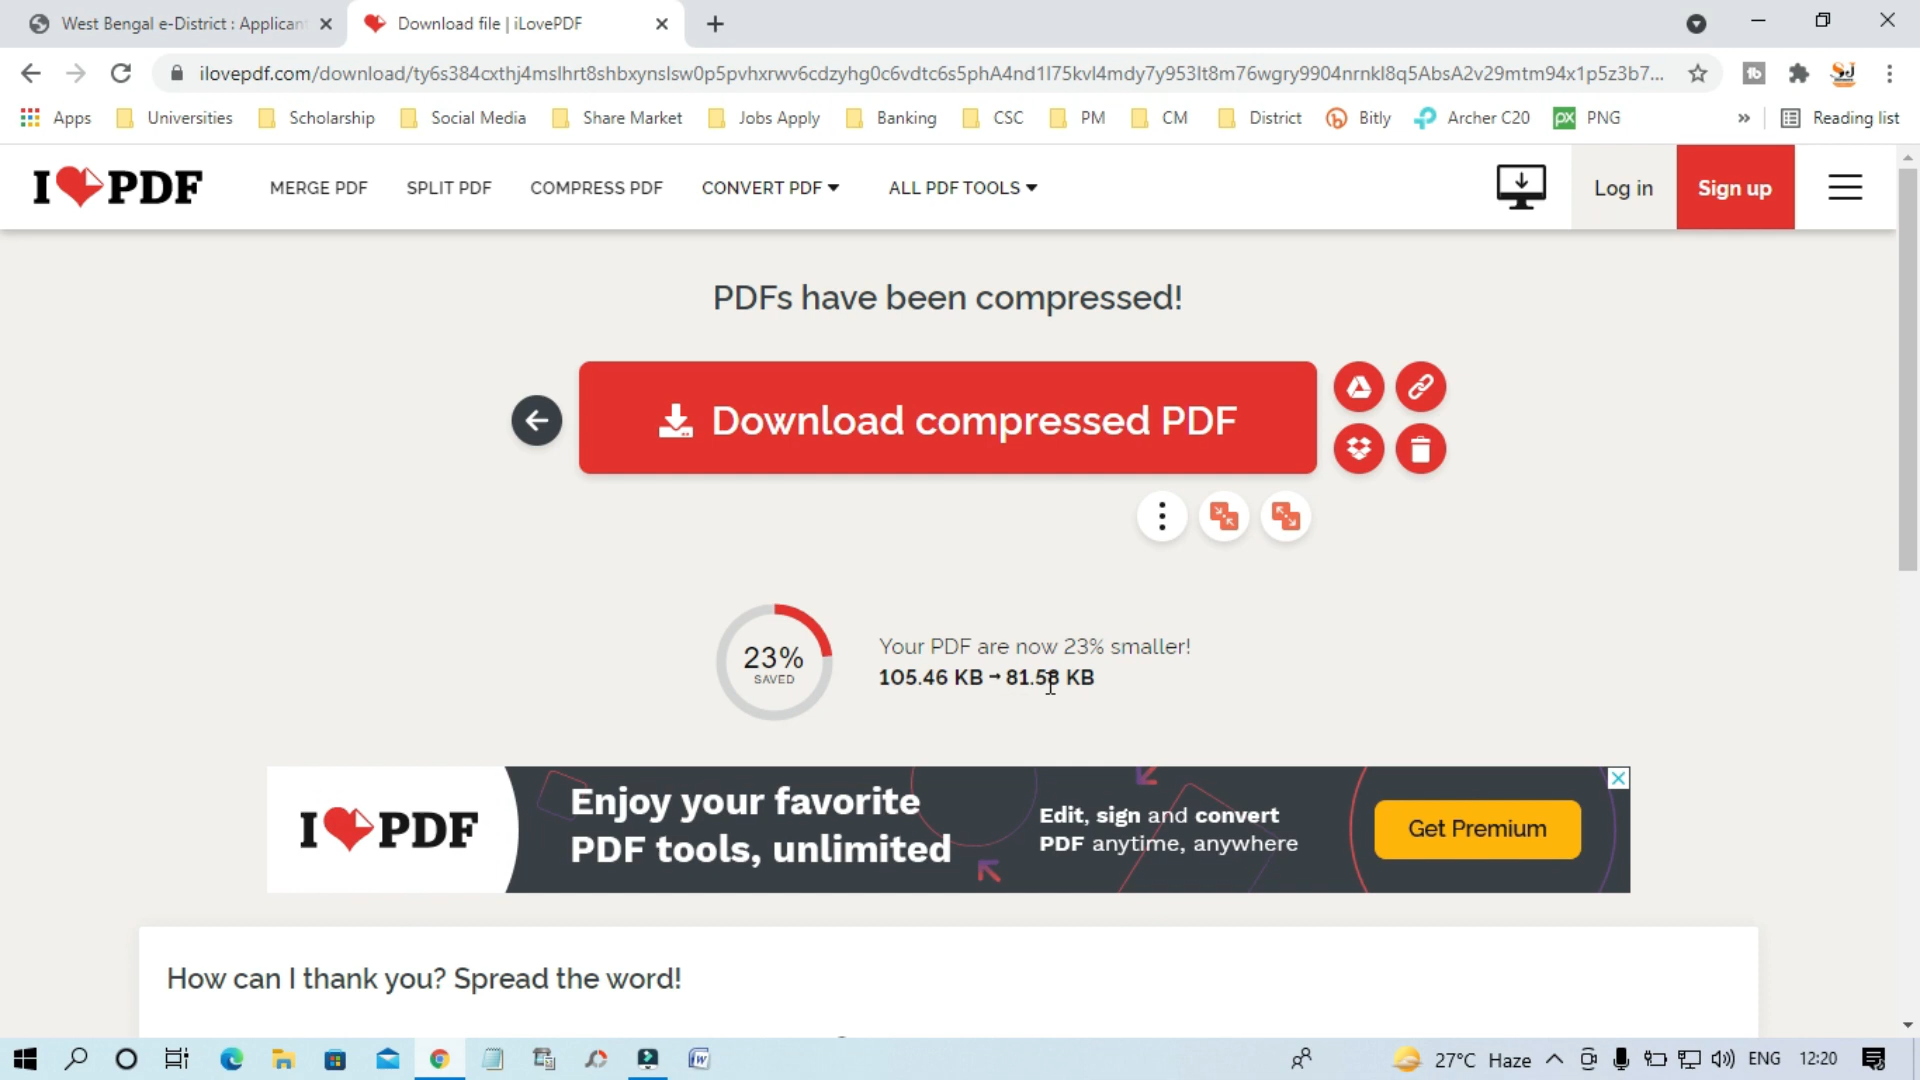 West Bengal e-District : Applican
Download file | iLovePDF
ilovepdf.com/download/ty6s384cxthj4mslhrt8shbxynslsw0p5pvhxrwv6cdzyhg0c6vdtc6s5phA4nd1l75kvl4mdy7y953lt8m76wgry9904nrnkl8q5AbsA2v29mtm94x1p5z3b7...
Apps Universities Scholarship Social Media Share Market Jobs Apply Banking CSC PM CM District Bitly Archer C20 PX PNG » Reading list
I PDF MERGE PDF SPLIT PDF COMPRESS PDF CONVERT PDF ALL PDF TOOLS Log in Sign up
PDFs have been compressed!
Download compressed PDF
23%
SAVED
Your PDF are now 23% smaller!
105.46 KB → 81.58 KB
I PDF
Enjoy your favorite
PDF tools, unlimited
Edit, sign and convert
PDF anytime, anywhere
Get Premium
How can I thank you? Spread the word!
27°C Haze ENG 12:20